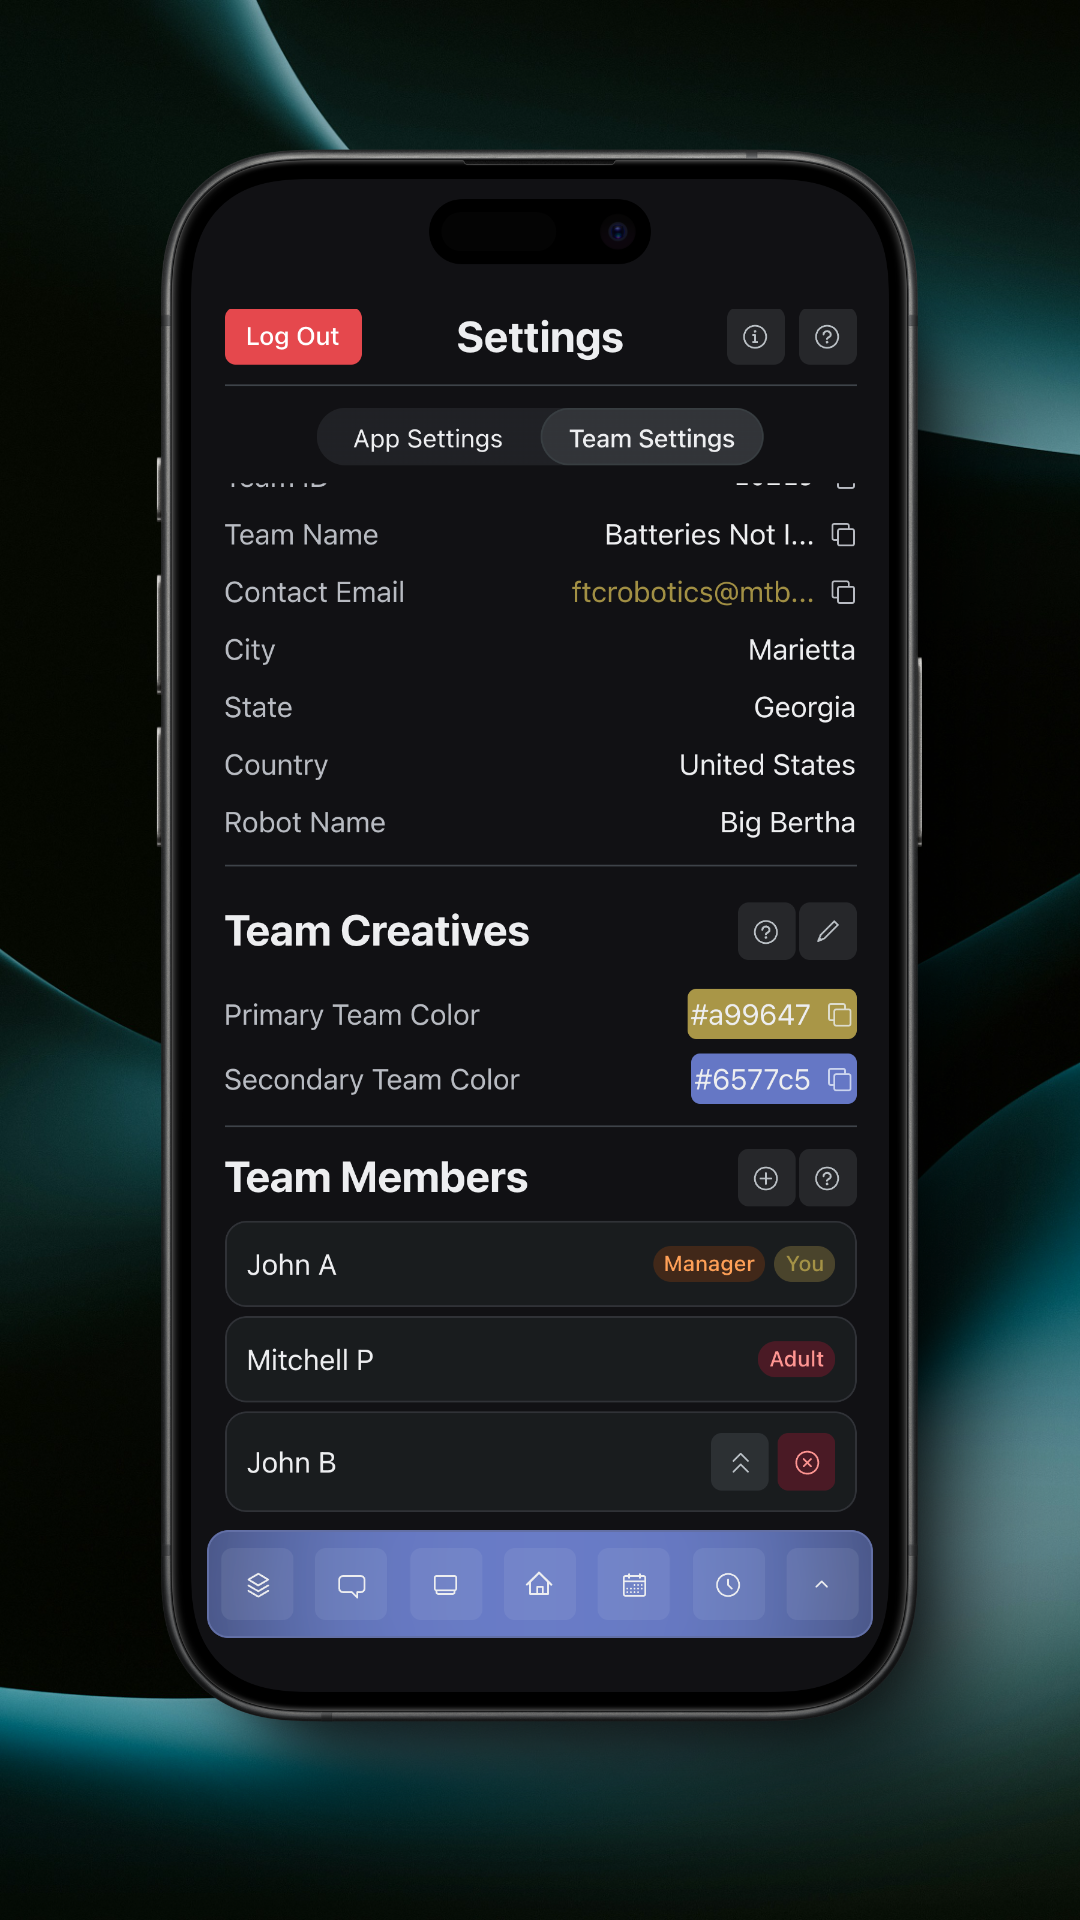 Log Out
Settings
App Settings
Team Settings
Team ID
Team Name
Batteries Not I...
Contact Email
ftcrobotics@mtb...
City
Marietta
State
Georgia
Country
United States
Robot Name
Big Bertha
Team Creatives
Primary Team Color
#a99647
Secondary Team Color
#6577c5
Team Members
John A
Manager
You
Mitchell P
Adult
John B